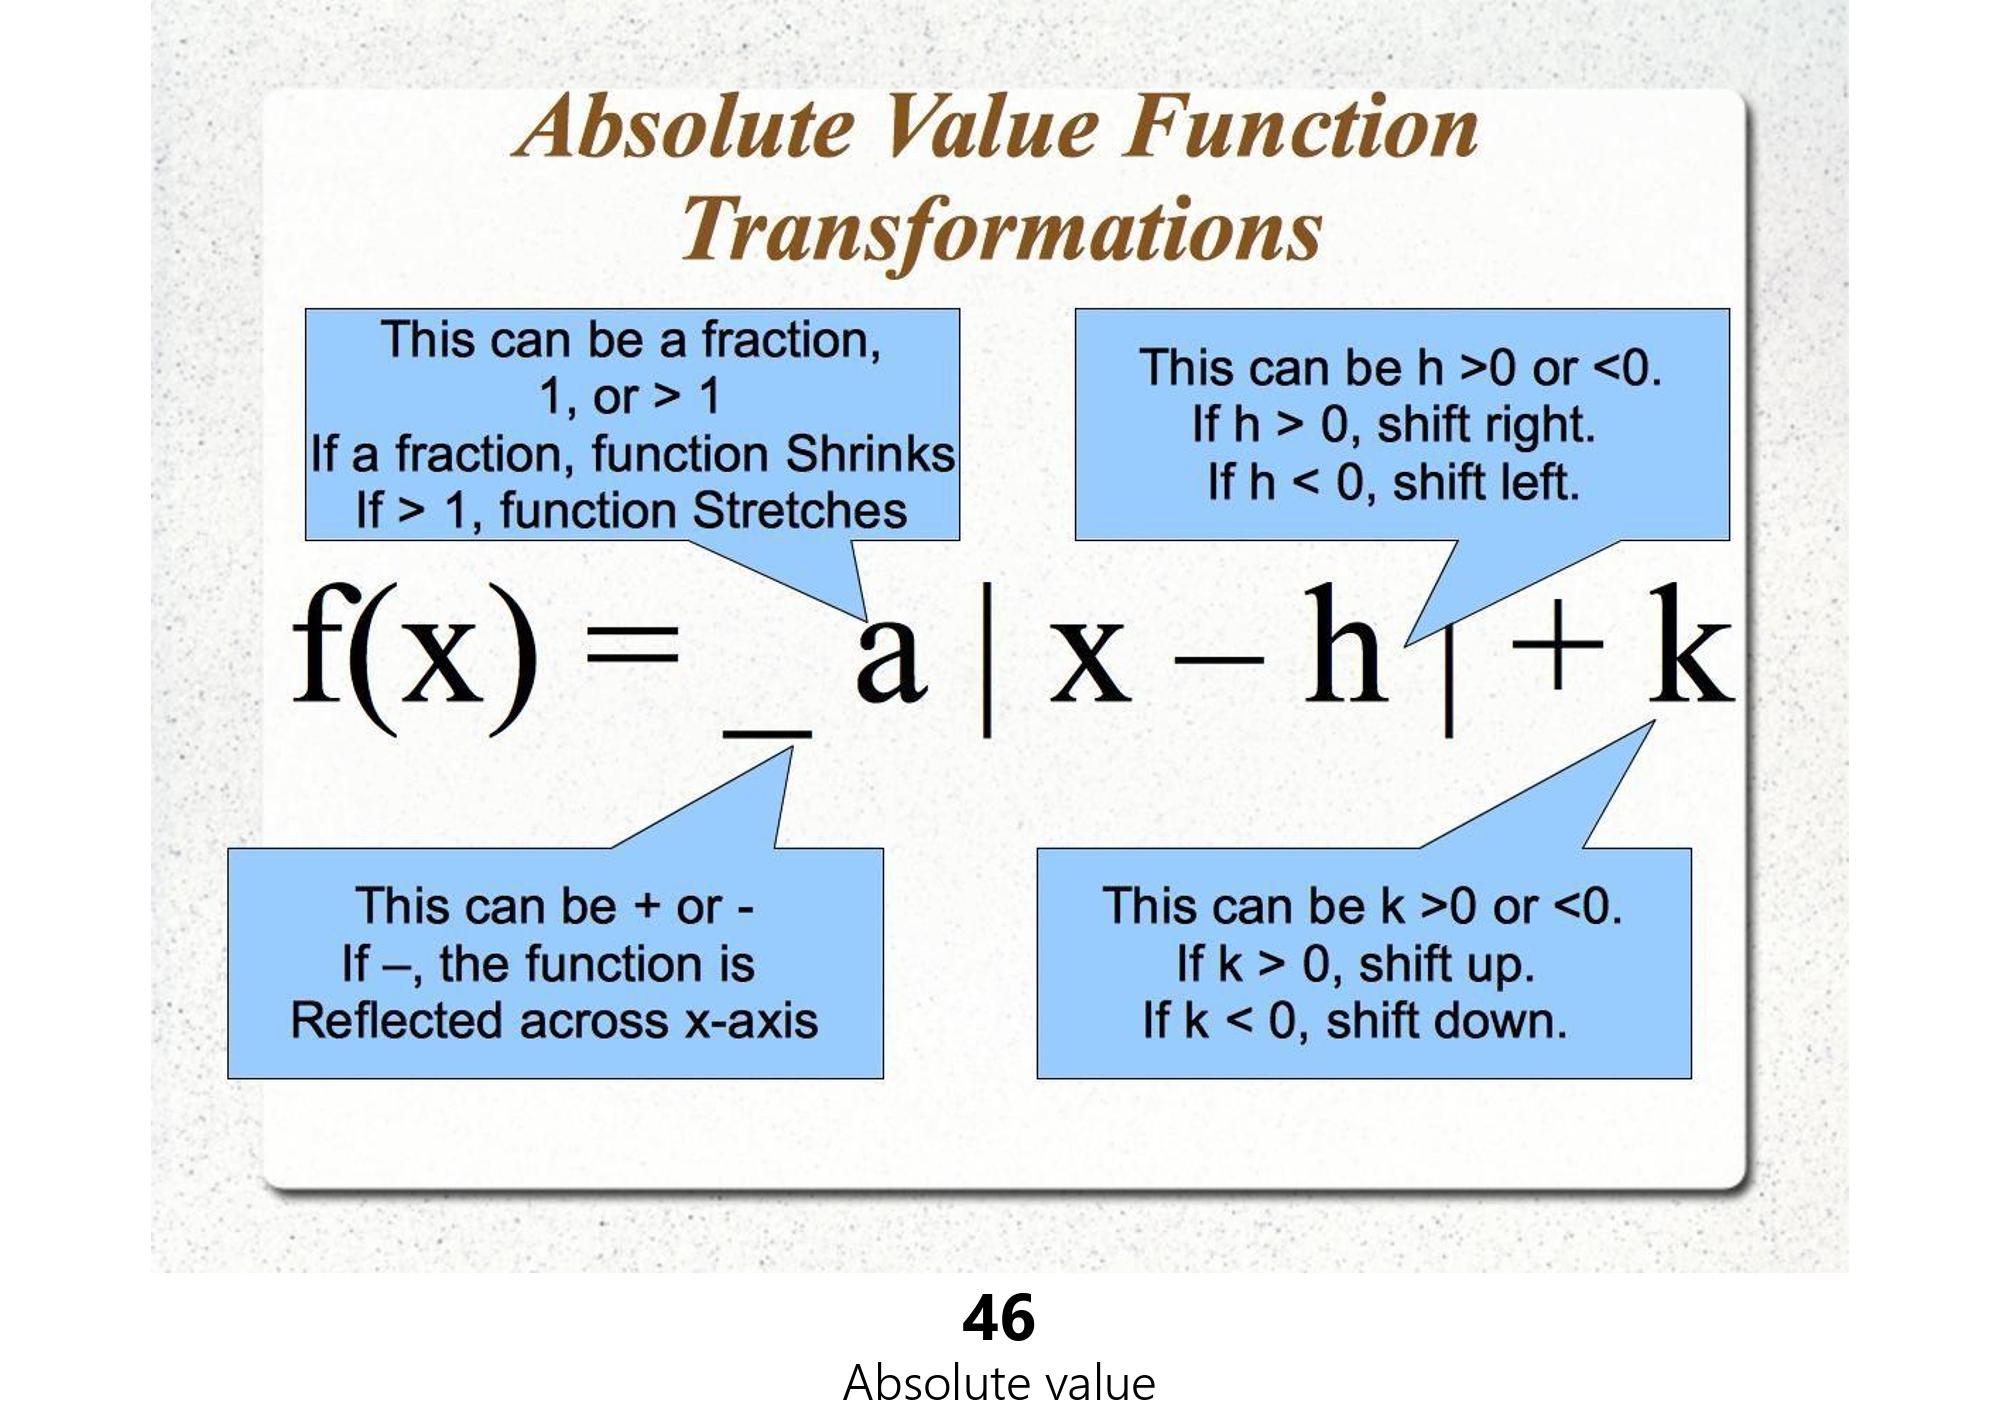 Absolute Value Function
Transformations
This can be a fraction,
1, or > 1
If a fraction, function Shrinks
If > 1, function Stretches
This can be h >0 or <0.
If h > 0, shift right.
If h < 0, shift left.
f(x) = _ a | x – h | + k
This can be + or -
If –, the function is
Reflected across x-axis
This can be k >0 or <0.
If k > 0, shift up.
If k < 0, shift down.
46
Absolute value